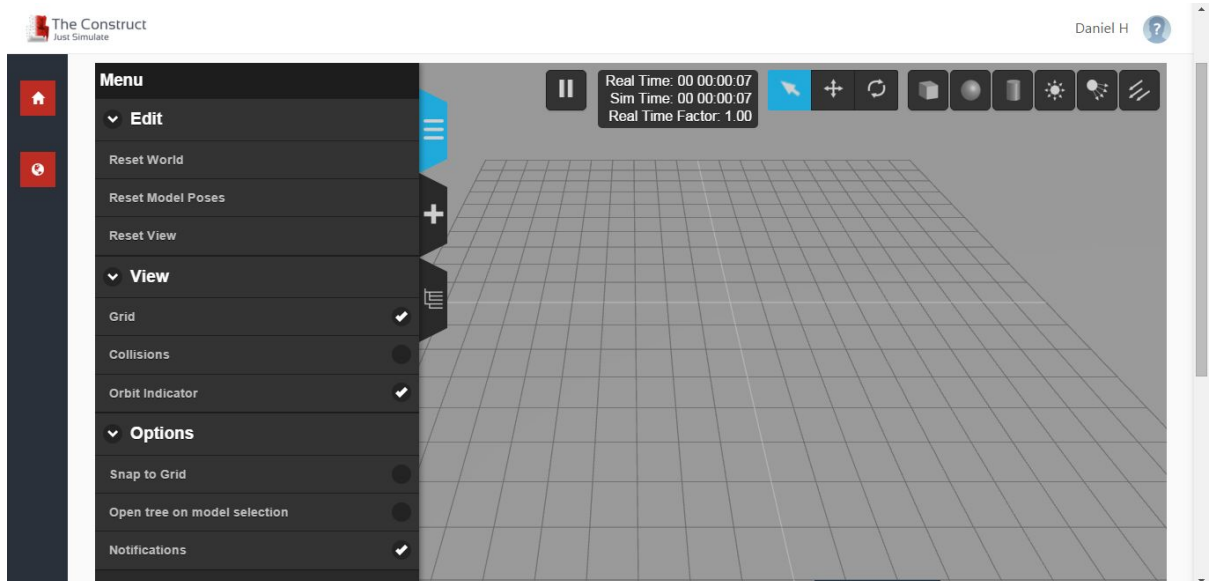 The Construct
Just Simulate
Daniel H
?
Menu
Edit
Reset World
Reset Model Poses
Reset View
View
Grid
Collisions
Orbit Indicator
Options
Snap to Grid
Open tree on model selection
Notifications
Real Time: 00 00:00:07
Sim Time: 00 00:00:07
Real Time Factor: 1.00